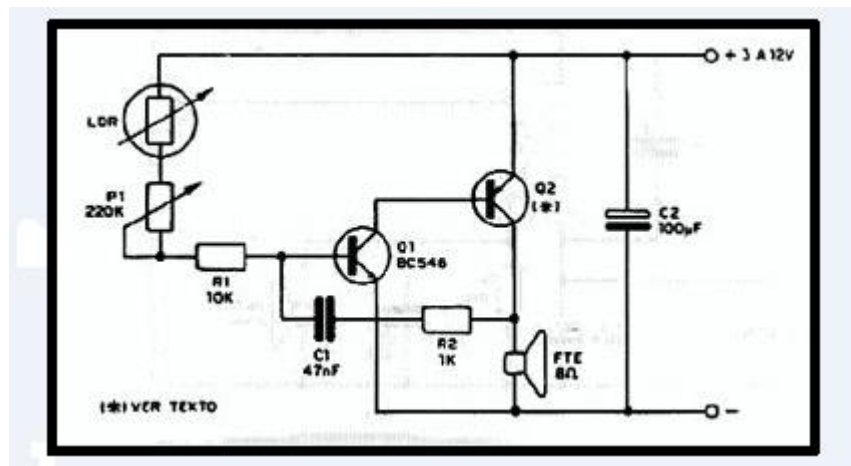 + 3 A 12V
LDR
P1
220K
Q2
(*)
C2
100µF
Q1
BC546
R1
10K
R2
1K
C1
47nF
FTE
8Ω
(*) VER TEXTO
-